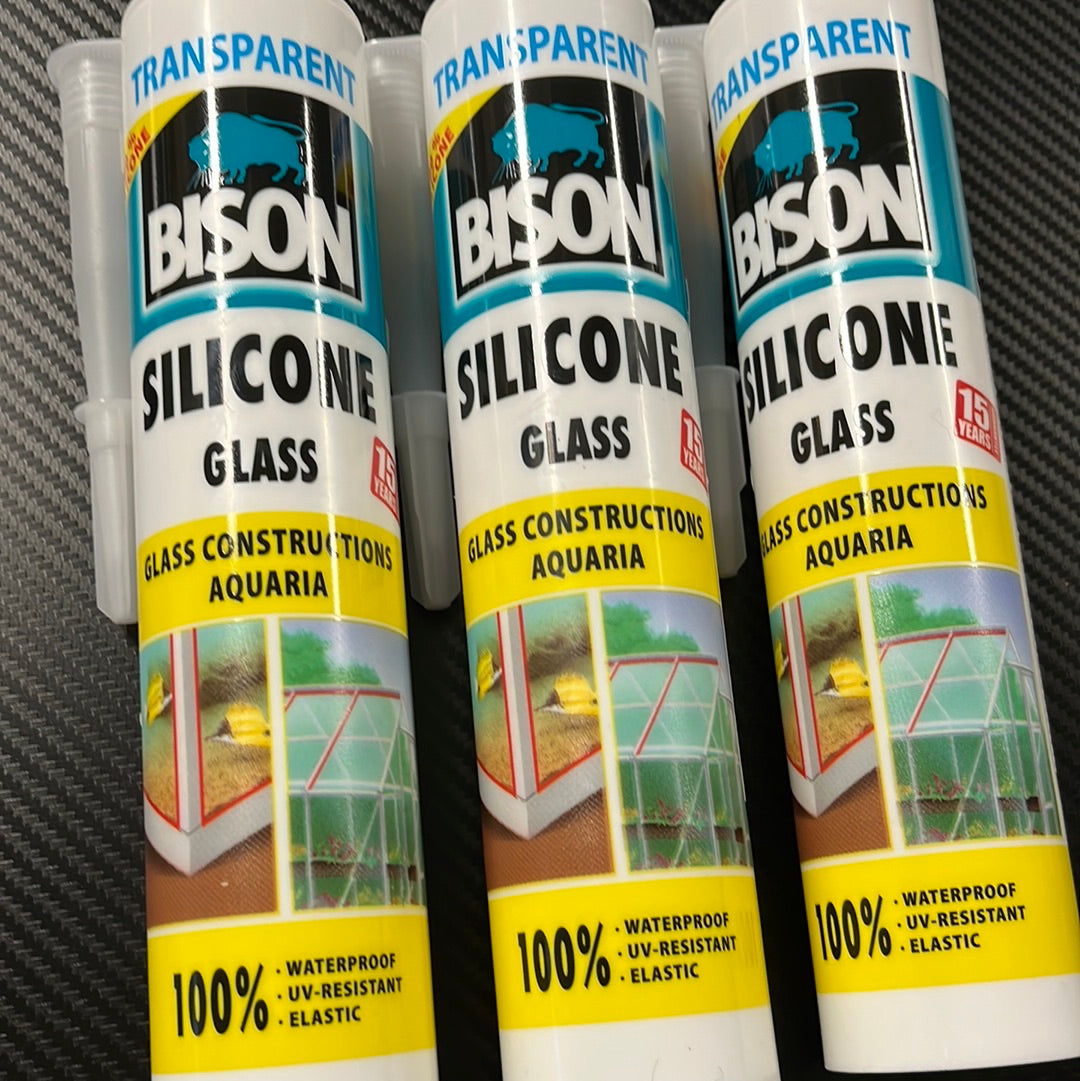 TRANSPARENT
BISON
SILICONE
GLASS
15
YEARS
GLASS CONSTRUCTIONS
AQUARIA
100%
· WATERPROOF
· UV-RESISTANT
· ELASTIC
TRANSPARENT
BISON
SILICONE
GLASS
15
YEARS
GLASS CONSTRUCTIONS
AQUARIA
100%
· WATERPROOF
· UV-RESISTANT
· ELASTIC
TRANSPARENT
BISON
SILICONE
GLASS
15
YEARS
GLASS CONSTRUCTIONS
AQUARIA
100%
· WATERPROOF
· UV-RESISTANT
· ELASTIC